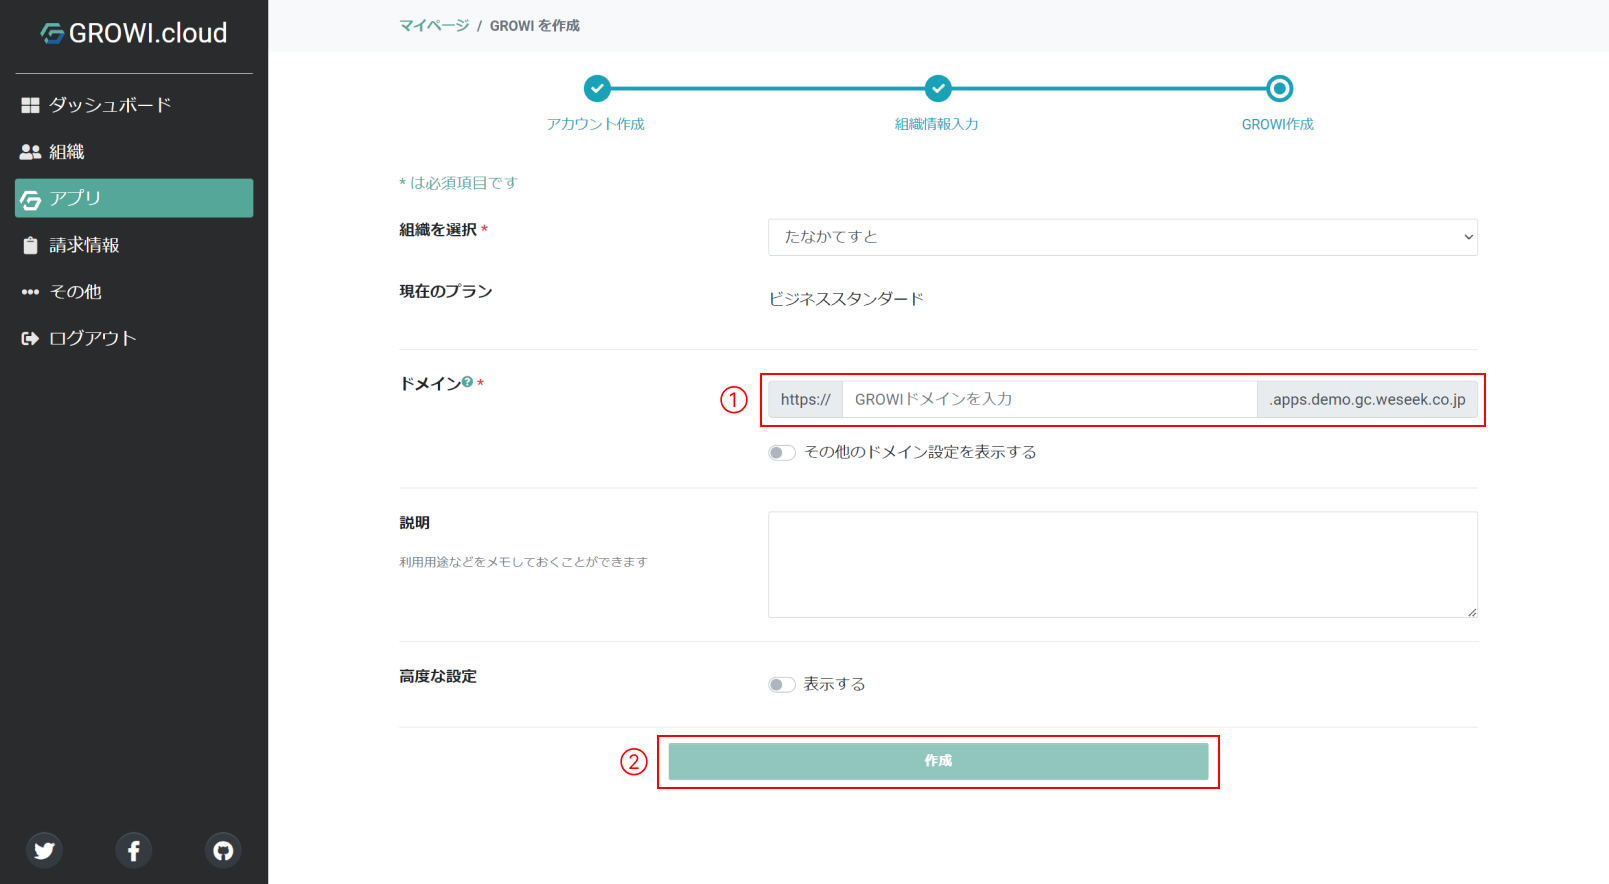 GROWI.cloud
ダッシュボード
組織
アプリ
請求情報
その他
ログアウト
マイページ / GROWI を作成
アカウント作成
組織情報入力
GROWI作成
* は必須項目です
組織を選択 *
たなかてすと
現在のプラン
ビジネススタンダード
ドメイン? *
① https:// GROWIドメインを入力 .apps.demo.gc.weseek.co.jp
その他のドメイン設定を表示する
説明
利用用途などをメモしておくことができます
高度な設定
表示する
② 作成